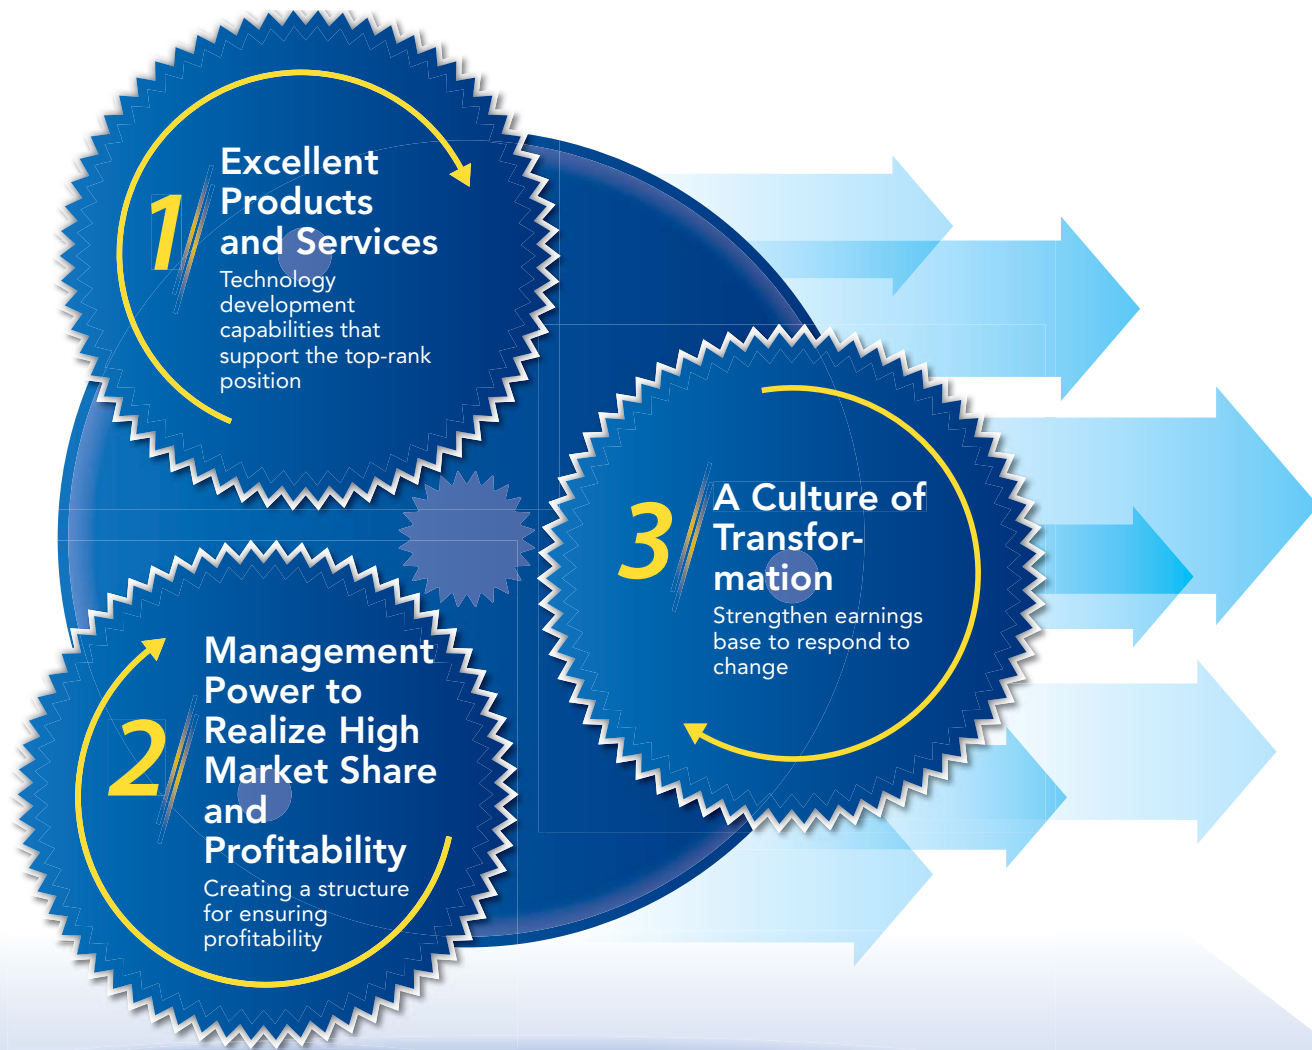 1
Excellent
Products
and Services
Technology
development
capabilities that
support the top-rank
position
2
Management
Power to
Realize High
Market Share
and
Profitability
Creating a structure
for ensuring
profitability
3
A Culture of
Transfor-
mation
Strengthen earnings
base to respond to
change